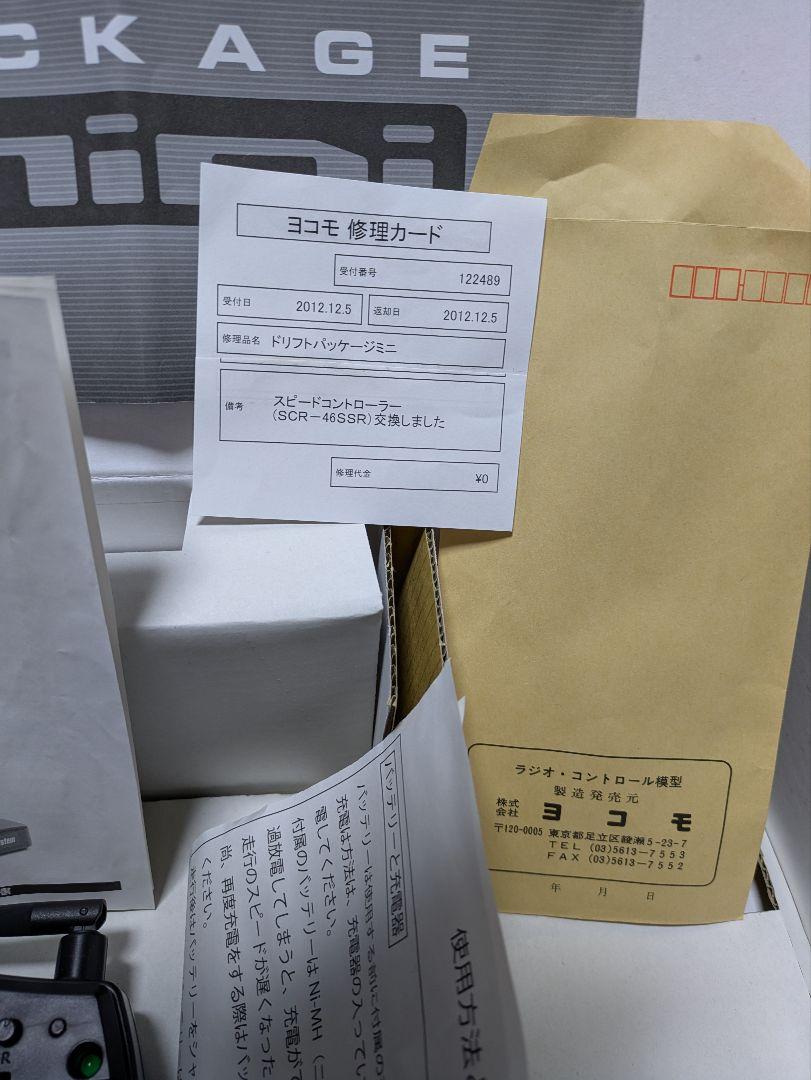 CKAGE
mini
ヨコモ 修理カード
受付番号 122489
受付日 2012.12.5 返却日 2012.12.5
修理品名 ドリフトパッケージミニ
備考 スピードコントローラー
(SCR-46SSR)交換しました
修理代金 ¥0
ラジオ・コントロール模型
製造発売元
株式会社 ヨコモ
〒120-0005 東京都足立区綾瀬5-23-7
TEL (03)5613-7553
FAX (03)5613-7552
年 月 日
使用方法
バッテリーと充電器
バッテリーは使用する前に付属の
充電は方法は、充電器の入ってい
電してください。
付属のバッテリーは Ni-MH (ニ
過放電してしまうと、充電がで
走行のスピードが遅くなった
尚、再度充電をする際はバッ
ください。
stem